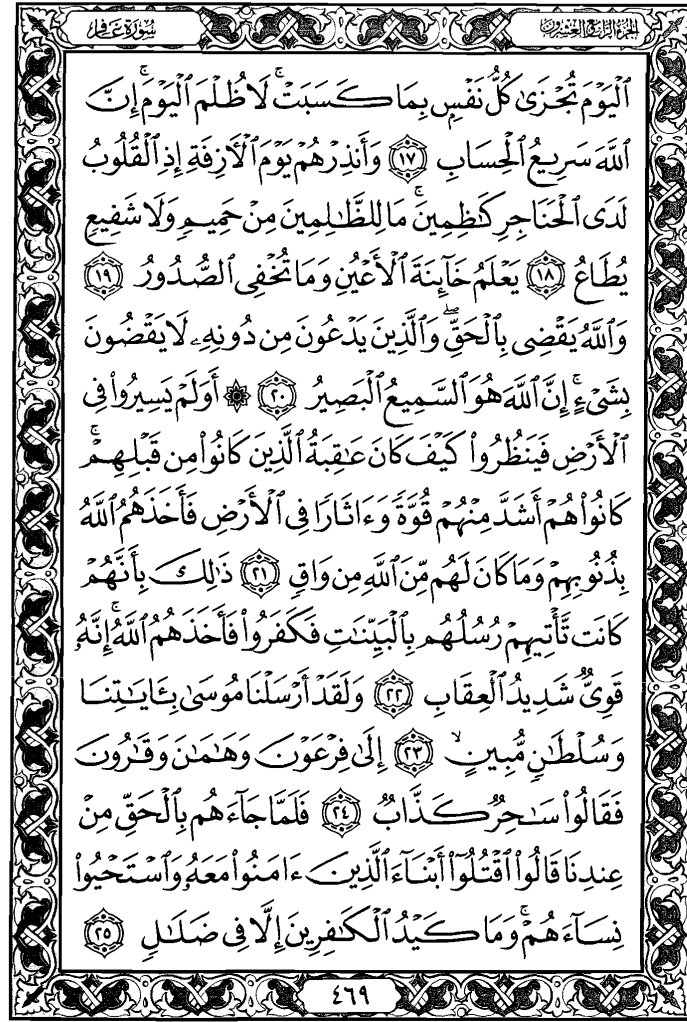 الجزء الرابع والعشرون
سورة غافر
ٱلۡيَوۡمَ تُجۡزَىٰ كُلُّ نَفۡسِۭ بِمَا كَسَبَتۡۚ لَا ظُلۡمَ ٱلۡيَوۡمَۚ إِنَّ
ٱللَّهَ سَرِيعُ ٱلۡحِسَابِ ١٧ وَأَنذِرۡهُمۡ يَوۡمَ ٱلۡأٓزِفَةِ إِذِ ٱلۡقُلُوبُ
لَدَى ٱلۡحَنَاجِرِ كَٰظِمِينَۚ مَا لِلظَّٰلِمِينَ مِنۡ حَمِيمٖ وَلَا شَفِيعٖ
يُطَاعُ ١٨ يَعۡلَمُ خَآئِنَةَ ٱلۡأَعۡيُنِ وَمَا تُخۡفِي ٱلصُّدُورُ ١٩
وَٱللَّهُ يَقۡضِي بِٱلۡحَقِّۖ وَٱلَّذِينَ يَدۡعُونَ مِن دُونِهِۦ لَا يَقۡضُونَ
بِشَيۡءٍۚ إِنَّ ٱللَّهَ هُوَ ٱلسَّمِيعُ ٱلۡبَصِيرُ ٢٠ ۞ أَوَلَمۡ يَسِيرُواْ فِي
ٱلۡأَرۡضِ فَيَنظُرُواْ كَيۡفَ كَانَ عَٰقِبَةُ ٱلَّذِينَ كَانُواْ مِن قَبۡلِهِمۡۚ
كَانُواْ هُمۡ أَشَدَّ مِنۡهُمۡ قُوَّةٗ وَءَاثَارٗا فِي ٱلۡأَرۡضِ فَأَخَذَهُمُ ٱللَّهُ
بِذُنُوبِهِمۡ وَمَا كَانَ لَهُم مِّنَ ٱللَّهِ مِن وَاقٖ ٢١ ذَٰلِكَ بِأَنَّهُمۡ
كَانَت تَّأۡتِيهِمۡ رُسُلُهُم بِٱلۡبَيِّنَٰتِ فَكَفَرُواْ فَأَخَذَهُمُ ٱللَّهُۚ إِنَّهُۥ
قَوِيّٞ شَدِيدُ ٱلۡعِقَابِ ٢٢ وَلَقَدۡ أَرۡسَلۡنَا مُوسَىٰ بِـَٔايَٰتِنَا
وَسُلۡطَٰنٖ مُّبِينٍ ٢٣ إِلَىٰ فِرۡعَوۡنَ وَهَٰمَٰنَ وَقَٰرُونَ
فَقَالُواْ سَٰحِرٞ كَذَّابٞ ٢٤ فَلَمَّا جَآءَهُم بِٱلۡحَقِّ مِنۡ
عِندِنَا قَالُواْ ٱقۡتُلُوٓاْ أَبۡنَآءَ ٱلَّذِينَ ءَامَنُواْ مَعَهُۥ وَٱسۡتَحۡيُواْ
نِسَآءَهُمۡۚ وَمَا كَيۡدُ ٱلۡكَٰفِرِينَ إِلَّا فِي ضَلَٰلٖ ٢٥
٤٦٩